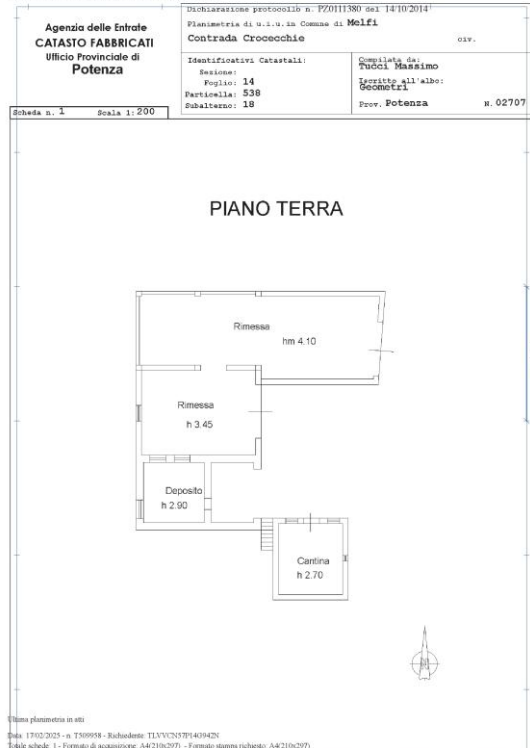 Agenzia delle Entrate
CATASTO FABBRICATI
Ufficio Provinciale di
Potenza
Dichiarazione protocollo n. PZ0111380 del 14/10/2014
Planimetria di u.i.u. in Comune di Melfi
Contrada Crocecchie civ.
Identificativi Catastali:
Sezione:
Foglio: 14
Particella: 538
Subalterno: 18
Compilata da:
Tucci Massimo
Iscritto all'albo:
Geometri
Prov. Potenza N. 02707
Scheda n. 1 Scala 1:200
PIANO TERRA
Rimessa
hm 4.10
Rimessa
h 3.45
Deposito
h 2.90
Cantina
h 2.70
Ultima planimetria in atti
Data: 17/02/2025 - n. T509958 - Richiedente: TLVVCN57P14G942N
Totale schede: 1 - Formato di acquisizione: A4(210x297) - Formato stampa richiesto: A4(210x297)